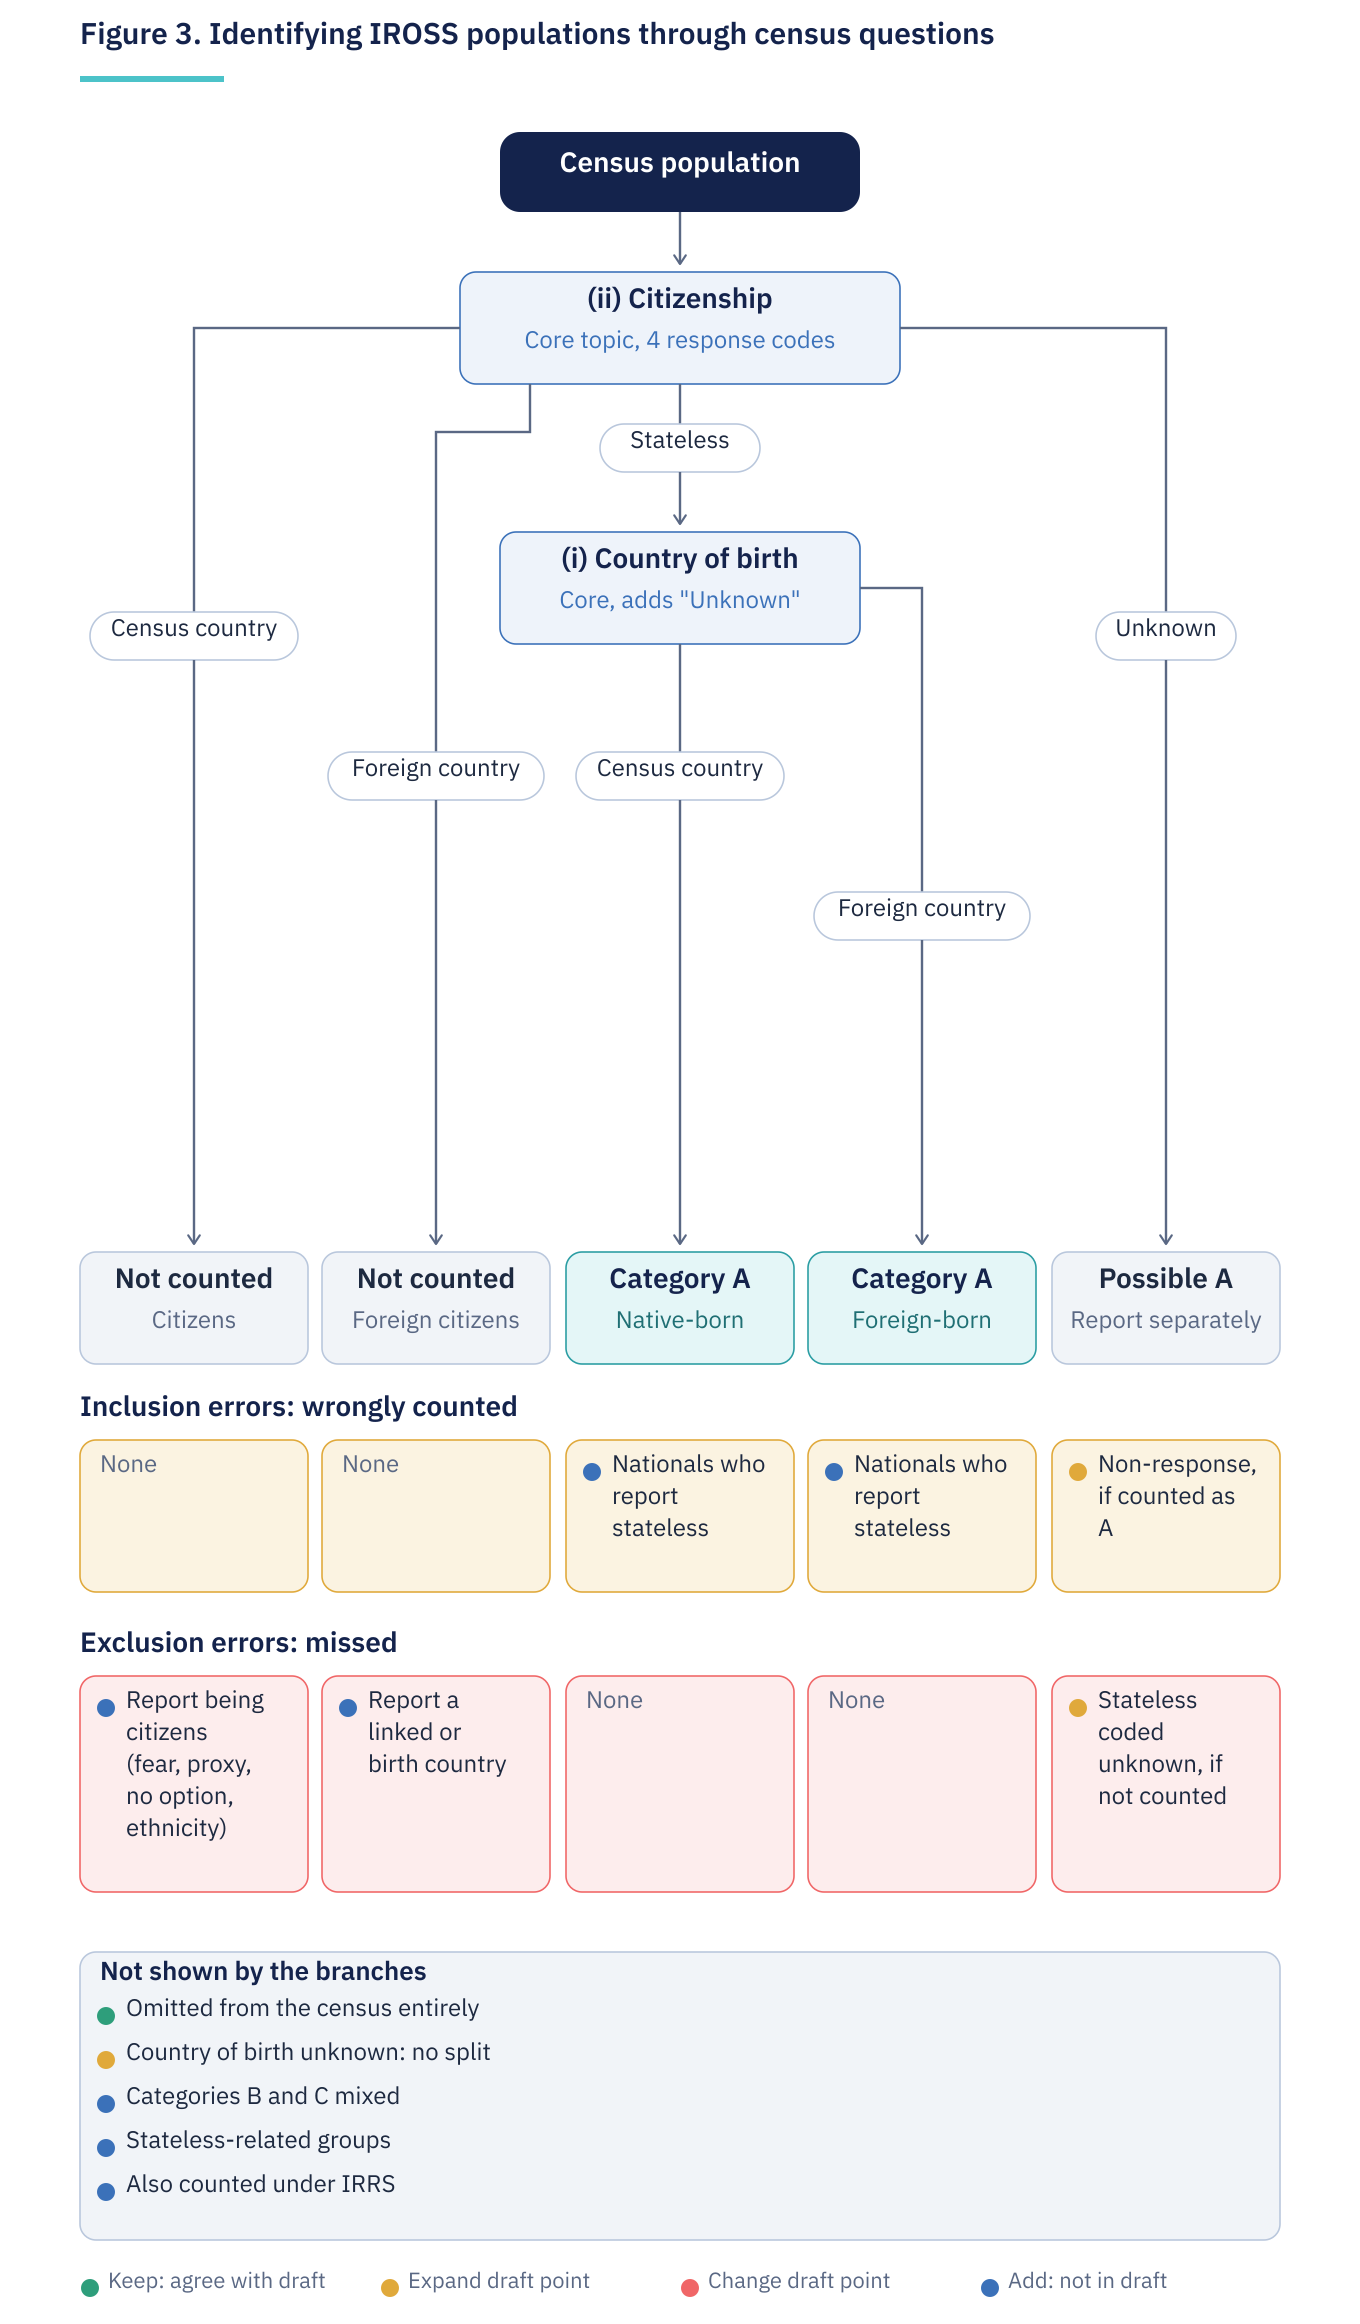 Figure 3. Identifying IROSS populations through census questions
Census population
(ii) Citizenship
Core topic, 4 response codes
Stateless
(i) Country of birth
Core, adds "Unknown"
Census country
Unknown
Foreign country
Census country
Foreign country
Not counted
Citizens
Not counted
Foreign citizens
Category A
Native-born
Category A
Foreign-born
Possible A
Report separately
Inclusion errors: wrongly counted
None
None
Nationals who
report
stateless
Nationals who
report
stateless
Non-response,
if counted as
A
Exclusion errors: missed
Report being
citizens
(fear, proxy,
no option,
ethnicity)
Report a
linked or
birth country
None
None
Stateless
coded
unknown, if
not counted
Not shown by the branches
Omitted from the census entirely
Country of birth unknown: no split
Categories B and C mixed
Stateless-related groups
Also counted under IRRS
Keep: agree with draft
Expand draft point
Change draft point
Add: not in draft